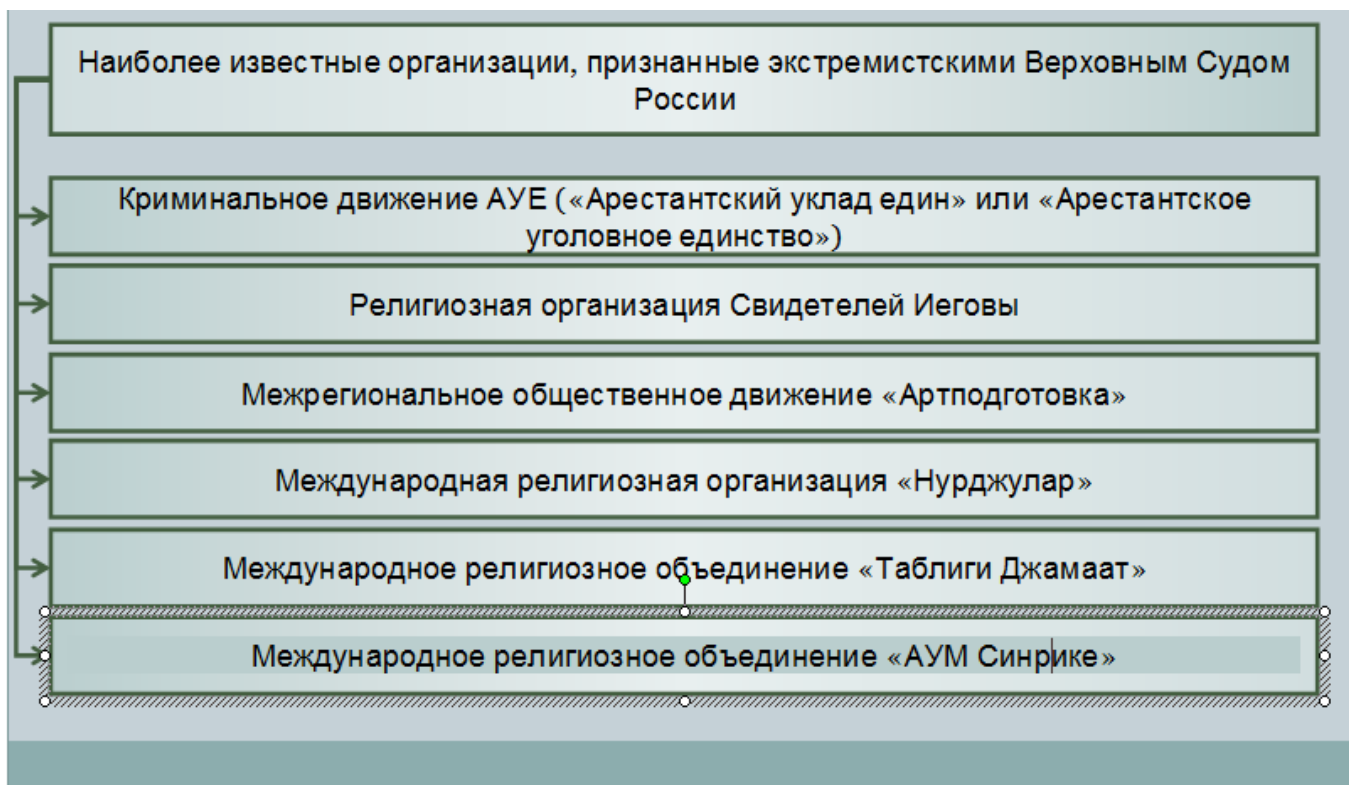 Наиболее известные организации, признанные экстремистскими Верховным Судом
России
Криминальное движение АУЕ («Арестантский уклад един» или «Арестантское
уголовное единство»)
Религиозная организация Свидетелей Иеговы
Межрегиональное общественное движение «Артподготовка»
Международная религиозная организация «Нурджулар»
Международное религиозное объединение «Таблиги Джамаат»
Международное религиозное объединение «АУМ Синрике»